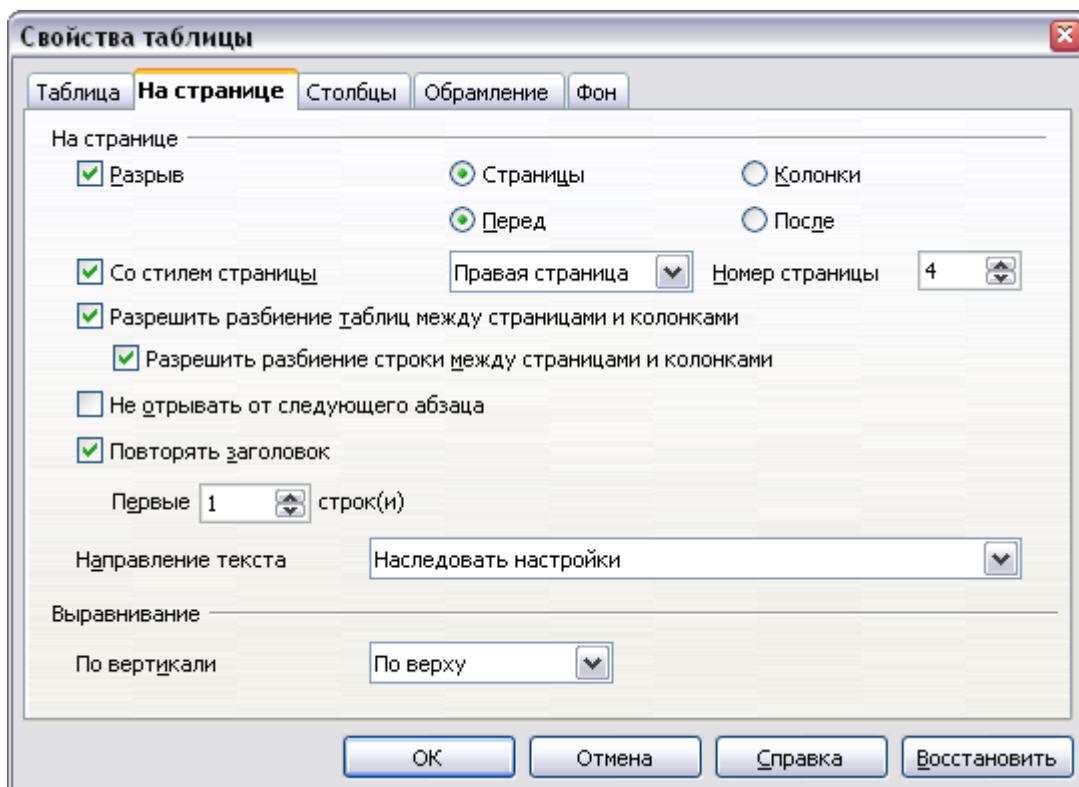 Свойства таблицы
Таблица На странице Столбцы Обрамление Фон
На странице
Разрыв Страницы Колонки
Перед После
Со стилем страницы Правая страница Номер страницы 4
Разрешить разбиение таблиц между страницами и колонками
Разрешить разбиение строки между страницами и колонками
Не отрывать от следующего абзаца
Повторять заголовок
Первые 1 строк(и)
Направление текста Наследовать настройки
Выравнивание
По вертикали По верху
ОК Отмена Справка Восстановить